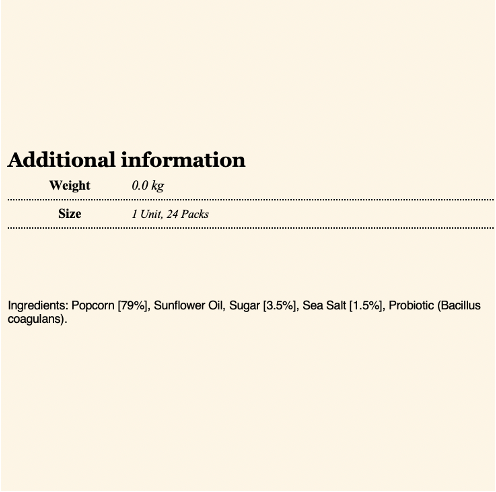 Additional information
Weight 0.0 kg
Size 1 Unit, 24 Packs
Ingredients: Popcorn [79%], Sunflower Oil, Sugar [3.5%], Sea Salt [1.5%], Probiotic (Bacillus
coagulans).